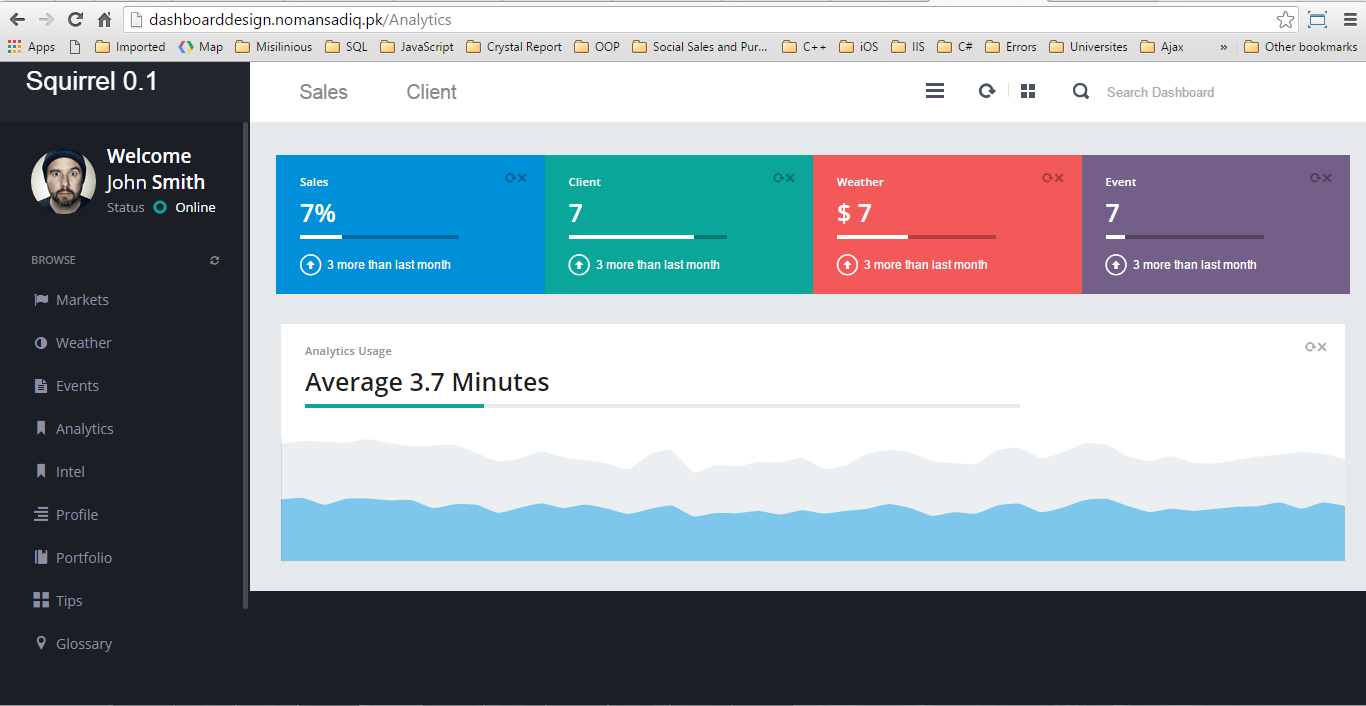 dashboarddesign.nomansadiq.pk/Analytics
Apps Imported Map Misilinious SQL JavaScript Crystal Report OOP Social Sales and Pur... C++ iOS IIS C# Errors Universites Ajax » Other bookmarks
Squirrel 0.1
Sales Client Search Dashboard
Welcome
John Smith
Status Online
BROWSE
Markets
Weather
Events
Analytics
Intel
Profile
Portfolio
Tips
Glossary
Sales
7%
3 more than last month
Client
7
3 more than last month
Weather
$ 7
3 more than last month
Event
7
3 more than last month
Analytics Usage
Average 3.7 Minutes